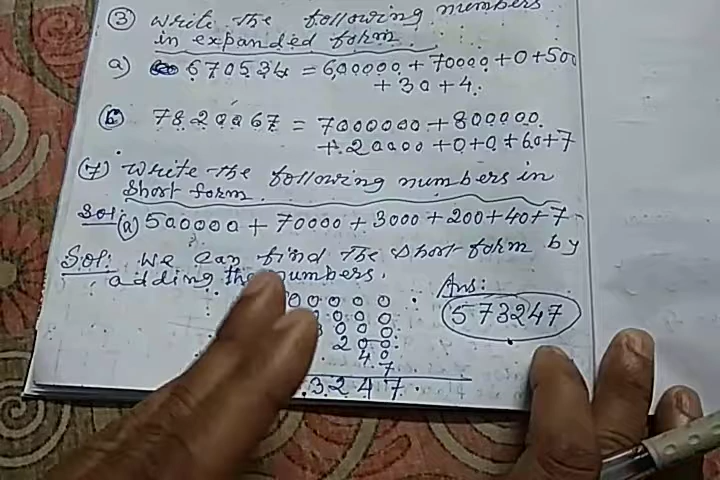 ③ Write the following numbers
in expanded form.
a) 670534 = 600000 + 70000 + 0 + 500
+ 30 + 4.
(b) 7820067 = 7000000 + 800000
+ 20000 + 0 + 0 + 60 + 7
(7) Write the following numbers in
short form.
Sol: (a) 500000 + 70000 + 3000 + 200 + 40 + 7
Sol: We can find the short form by
adding the numbers.
00000
000
000
200
40
7
3247
Ans:
573247